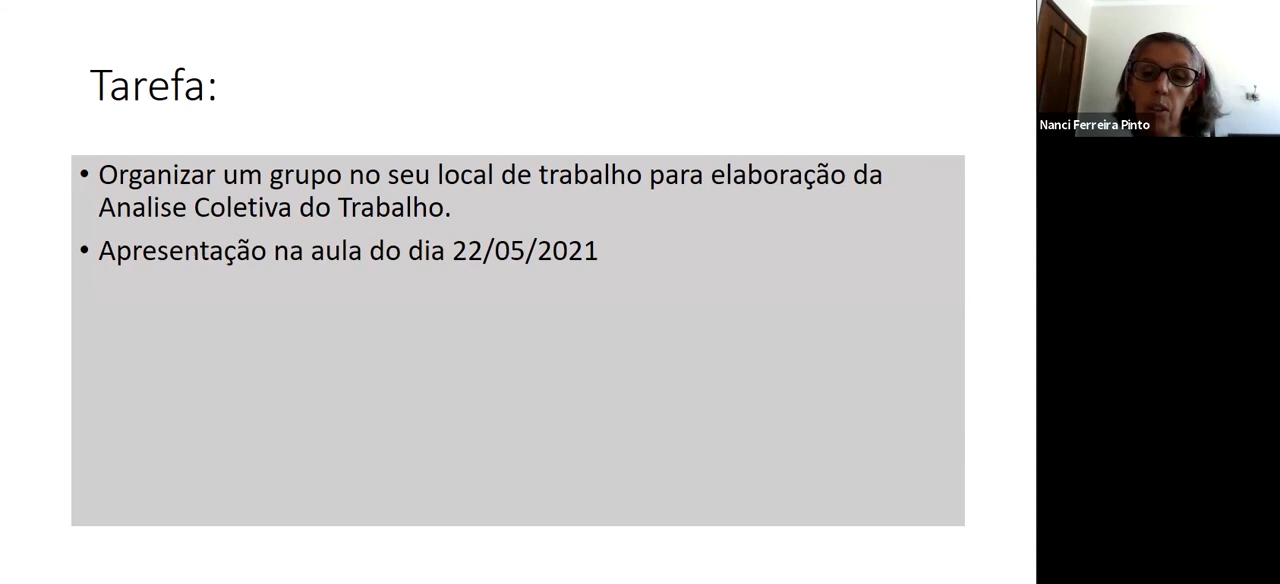 Tarefa:
• Organizar um grupo no seu local de trabalho para elaboração da
Analise Coletiva do Trabalho.
• Apresentação na aula do dia 22/05/2021
Nanci Ferreira Pinto